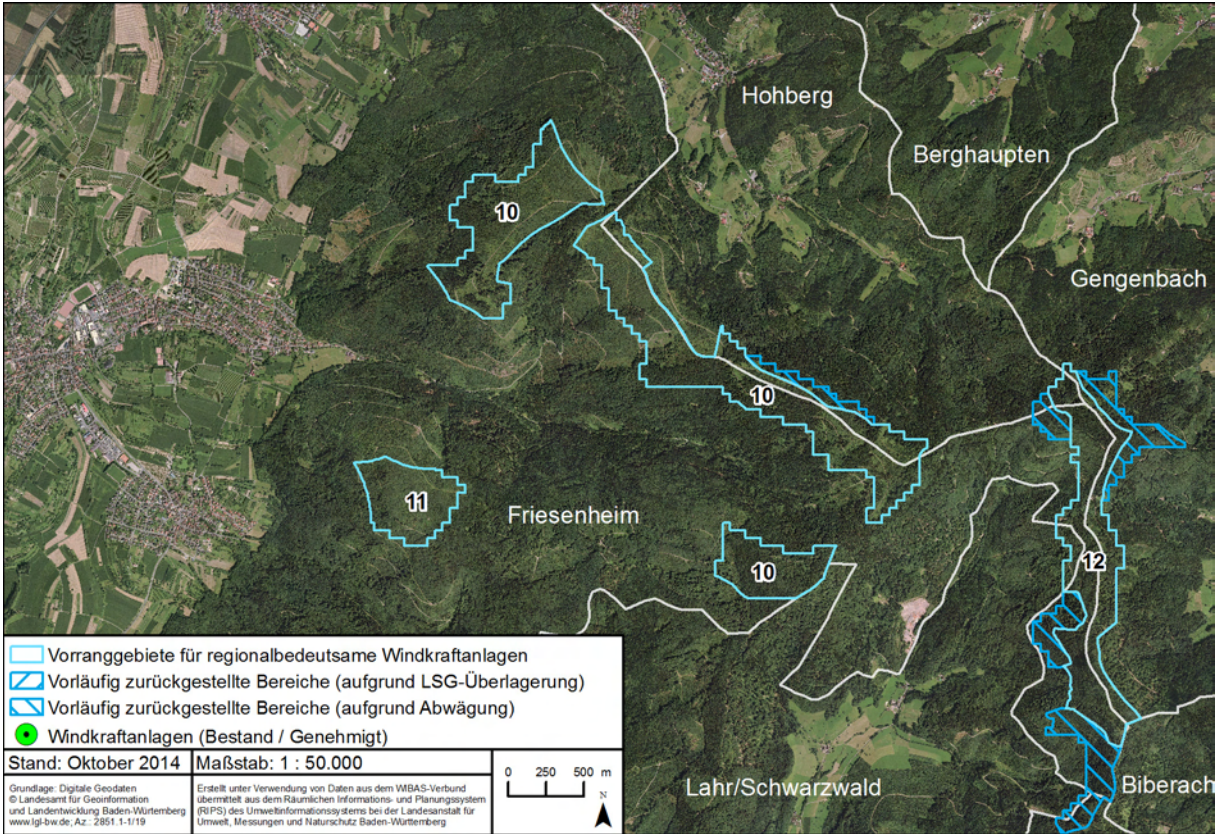 Hohberg
Berghaupten
10
Gengenbach
10
11
Friesenheim
10
12
Vorranggebiete für regionalbedeutsame Windkraftanlagen
Vorläufig zurückgestellte Bereiche (aufgrund LSG-Überlagerung)
Vorläufig zurückgestellte Bereiche (aufgrund Abwägung)
Windkraftanlagen (Bestand / Genehmigt)
Stand: Oktober 2014
Maßstab: 1 : 50.000
0 250 500 m
N
Grundlage: Digitale Geodaten
© Landesamt für Geoinformation
und Landentwicklung Baden-Würtemberg
www.lgl-bw.de; Az.: 2851.1-1/19
Erstellt unter Verwendung von Daten aus dem WIBAS-Verbund
übermittelt aus dem Räumlichen Informations- und Planungssystem
(RIPS) des Umweltinformationssystems bei der Landesanstalt für
Umwelt, Messungen und Naturschutz Baden-Württemberg
Lahr/Schwarzwald
Biberach